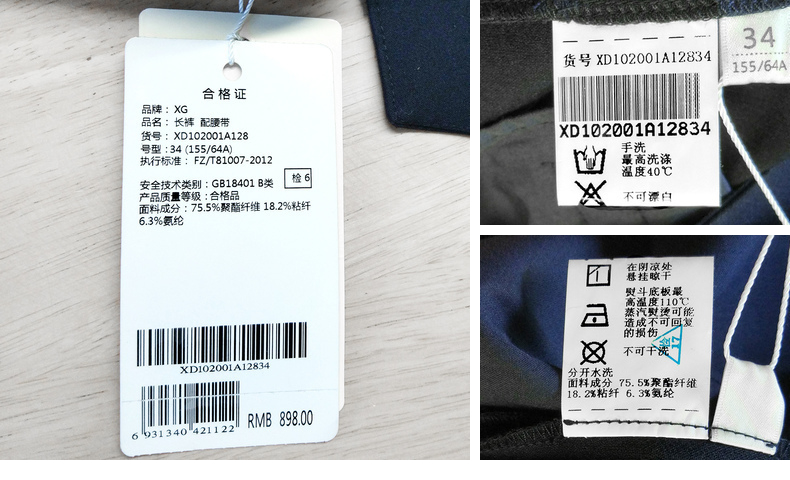 合格证
品牌：XG
品名：长裤 配腰带
货号：XD102001A128
号型：34 (155/64A)
执行标准：FZ/T81007-2012
安全技术类别：GB18401 B类
检 6
产品质量等级：合格品
面料成分：75.5%聚酯纤维 18.2%粘纤
6.3%氨纶
XD102001A12834
6 931340 421122
RMB 898.00
货号 XD102001A12834
XD102001A12834
手洗
最高洗涤
温度40℃
不可漂白
34
155/64A
在阴凉处
悬挂晾干
熨斗底板最
高温度110℃
蒸汽熨烫可能
造成不可回复
的损伤
不可干洗
17
分开水洗
面料成分 75.5%聚酯纤维
18.2%粘纤 6.3%氨纶